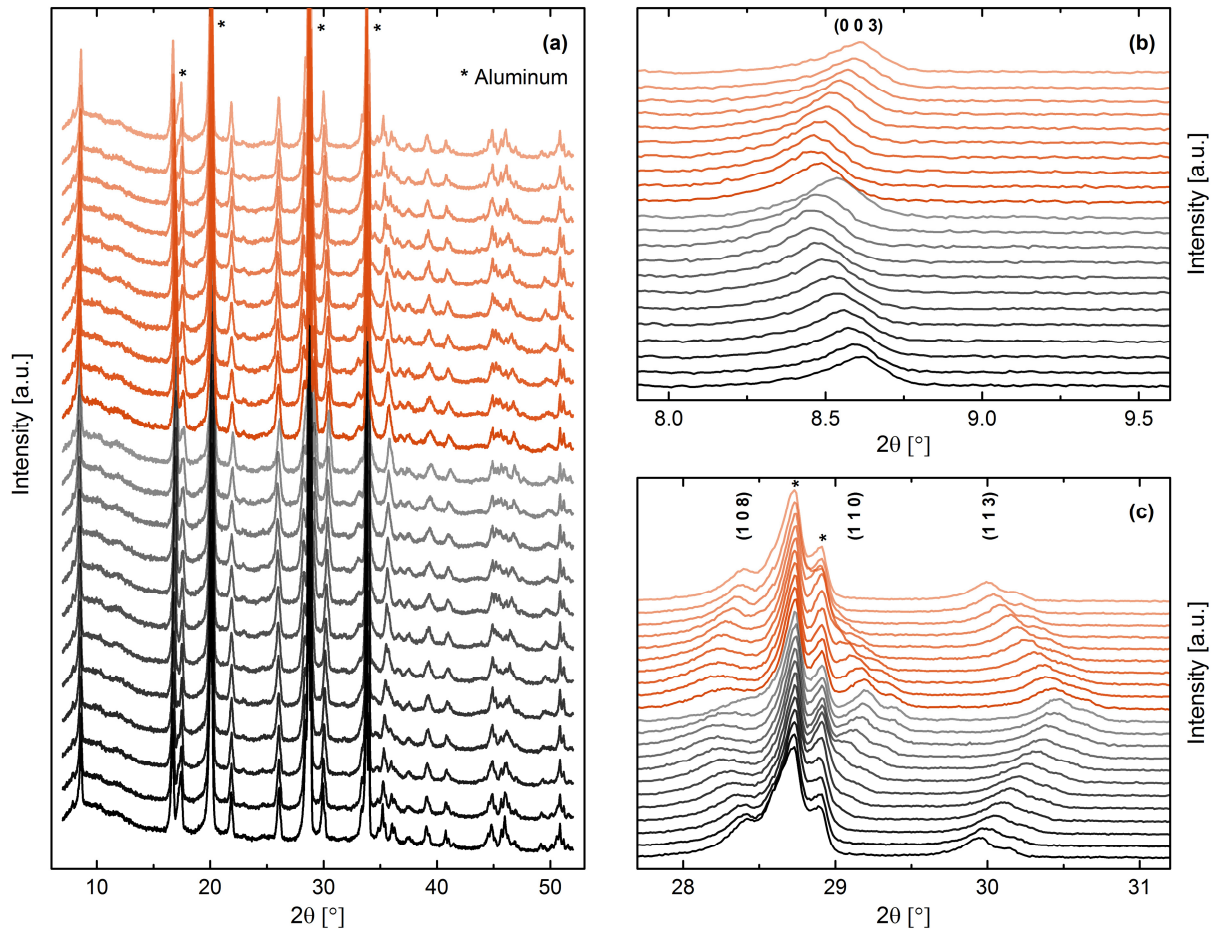 (a)
* Aluminum
*
*
*
*
Intensity [a.u.]
10
20
30
40
50
2θ [°]
(b)
(0 0 3)
Intensity [a.u.]
8.0
8.5
9.0
9.5
2θ [°]
(c)
(1 0 8)
*
*
(1 1 0)
(1 1 3)
Intensity [a.u.]
28
29
30
31
2θ [°]